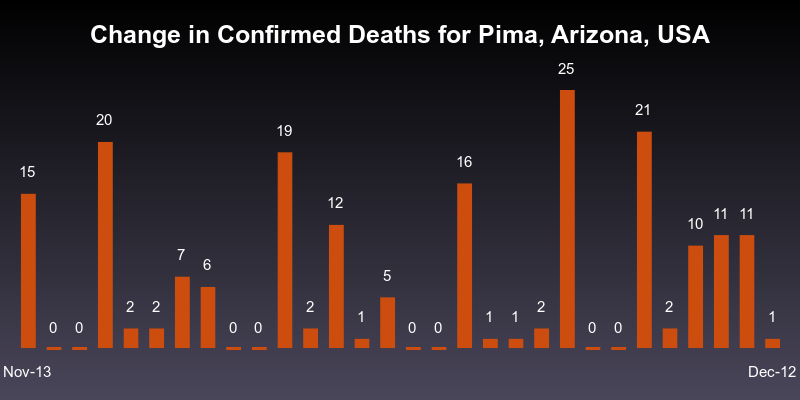 Change in Confirmed Deaths for Pima, Arizona, USA
15 0 0 20 2 2 7 6 0 0 19 2 12 1 5 0 0 16 1 1 2 25 0 0 21 2 10 11 11 1
Nov-13 Dec-12